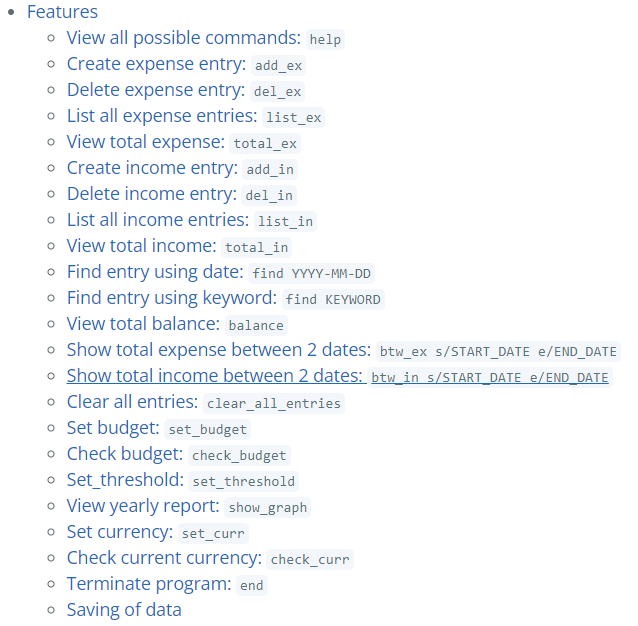 Features
View all possible commands: help
Create expense entry: add_ex
Delete expense entry: del_ex
List all expense entries: list_ex
View total expense: total_ex
Create income entry: add_in
Delete income entry: del_in
List all income entries: list_in
View total income: total_in
Find entry using date: find YYYY-MM-DD
Find entry using keyword: find KEYWORD
View total balance: balance
Show total expense between 2 dates: btw_ex s/START_DATE e/END_DATE
Show total income between 2 dates: btw_in s/START_DATE e/END_DATE
Clear all entries: clear_all_entries
Set budget: set_budget
Check budget: check_budget
Set_threshold: set_threshold
View yearly report: show_graph
Set currency: set_curr
Check current currency: check_curr
Terminate program: end
Saving of data